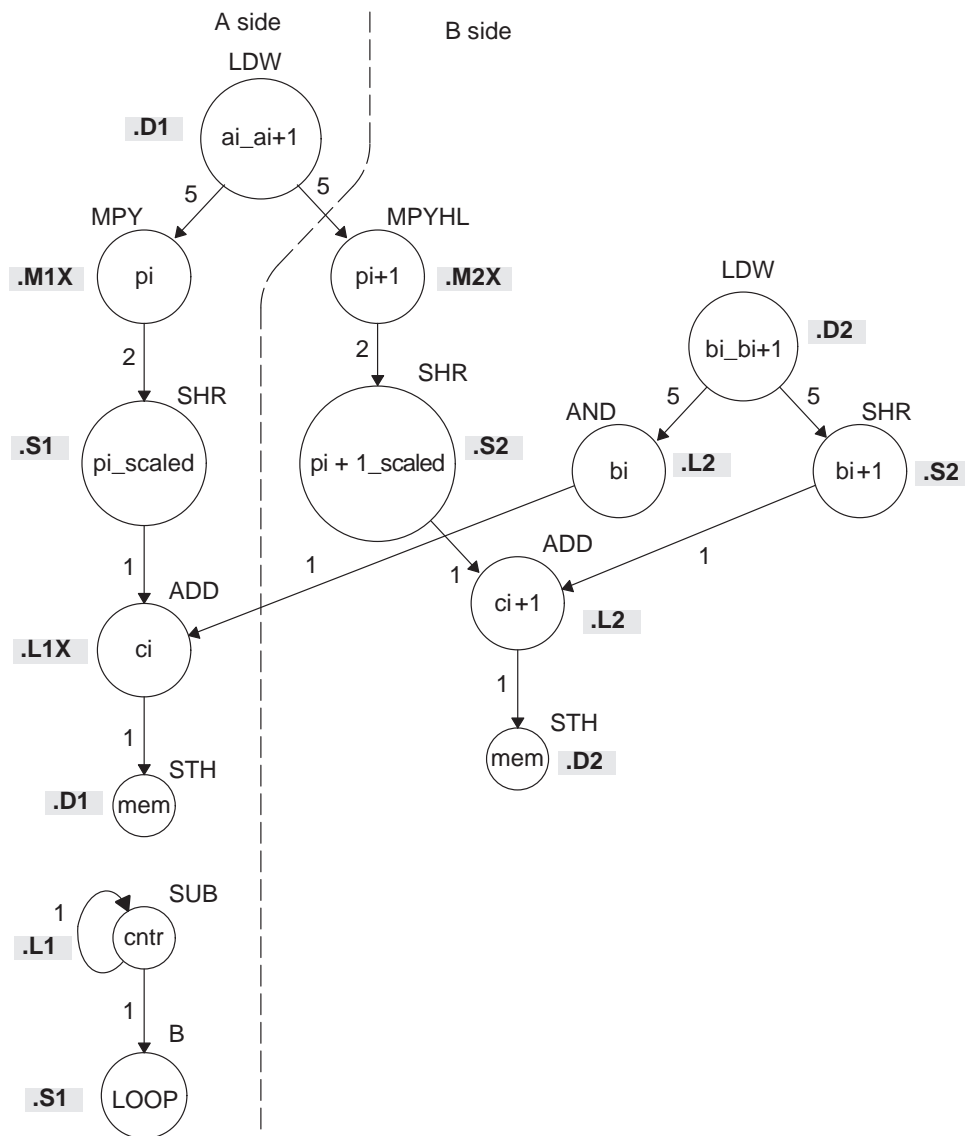 A side
B side
LDW
.D1
ai_ai+1
5
5
MPY
MPYHL
.M1X
pi
pi+1
.M2X
LDW
bi_bi+1
.D2
2
2
SHR
SHR
5
5
AND
SHR
.S1
pi_scaled
pi + 1_scaled
.S2
bi
.L2
bi+1
.S2
1
1
1
1
ADD
ADD
ci+1
.L2
.L1X
ci
1
1
STH
STH
mem
.D2
.D1
mem
SUB
1
cntr
.L1
1
B
.S1
LOOP